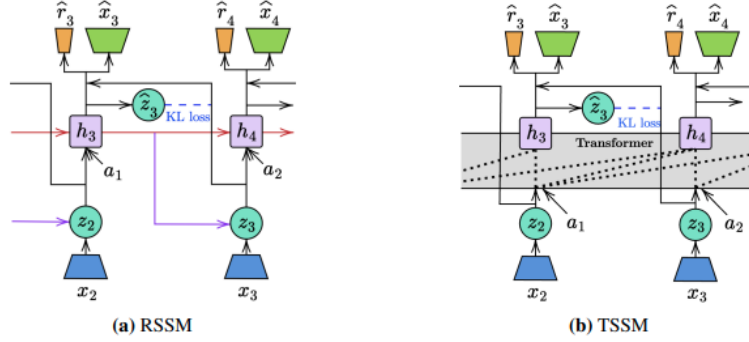 r̂₃ x̂₃ r̂₄ x̂₄ r̂₃ x̂₃ r̂₄ x̂₄
ẑ₃ ẑ₃
KL loss KL loss
h₃ h₄ h₃ Transformer h₄
a₁ a₂
z₂ z₃ z₂ a₁ z₃ a₂
x₂ x₃ x₂ x₃
(a) RSSM (b) TSSM